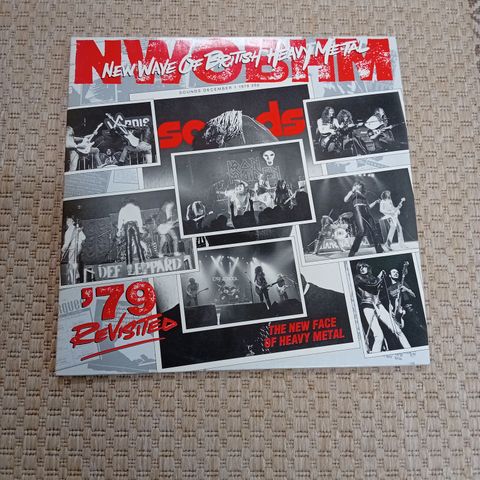 NWOBHM
NEW WAVE OF BRITISH HEAVY METAL
SOUNDS DECEMBER 1 1979
VARDIS
sounds
IRON
MAIDEN
DEF LEPPARD
'79
REVISITED
THE NEW FACE
OF HEAVY METAL